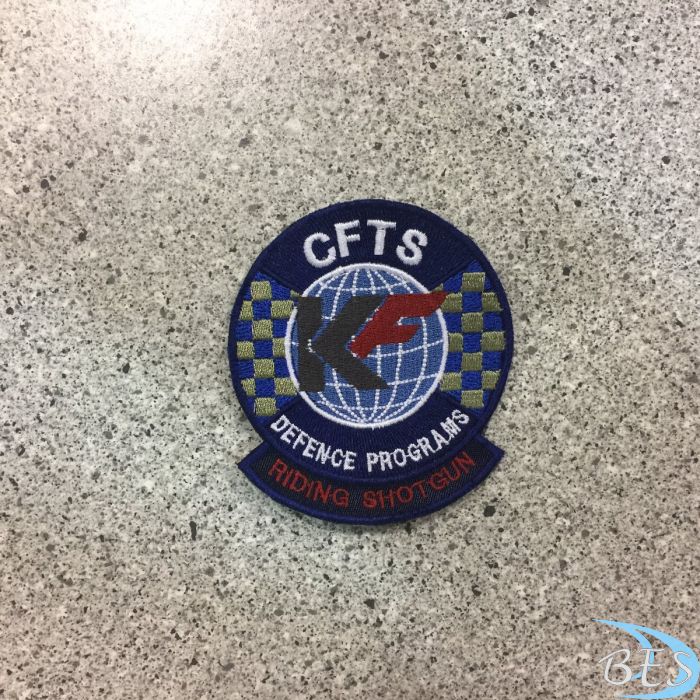 CFTS
KF
DEFENCE PROGRAMS
RIDING SHOTGUN
BES